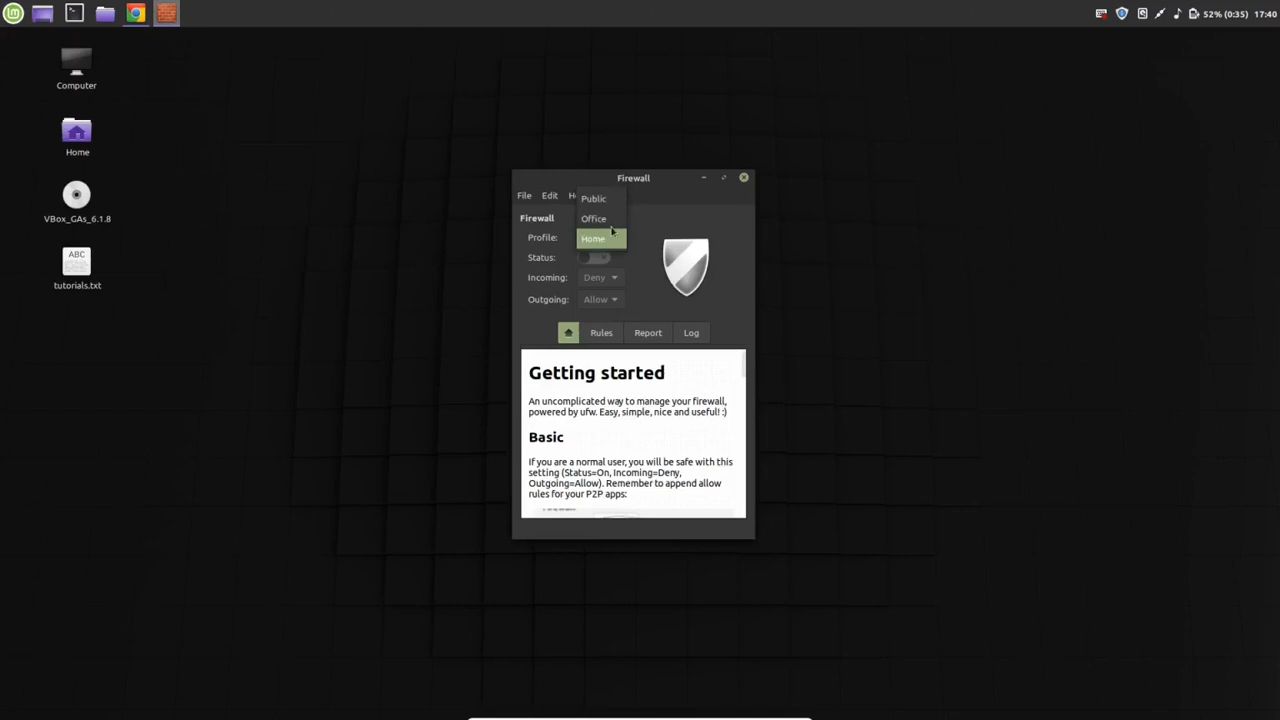 52% (0:35) 17:40
Computer
Home
VBox_GAs_6.1.8
ABC
tutorials.txt
Firewall
File Edit
Public
Office
Home
Firewall
Profile:
Status:
Incoming: Deny
Outgoing: Allow
Rules Report Log
Getting started
An uncomplicated way to manage your firewall,
powered by ufw. Easy, simple, nice and useful! :)
Basic
If you are a normal user, you will be safe with this
setting (Status=On, Incoming=Deny,
Outgoing=Allow). Remember to append allow
rules for your P2P apps: